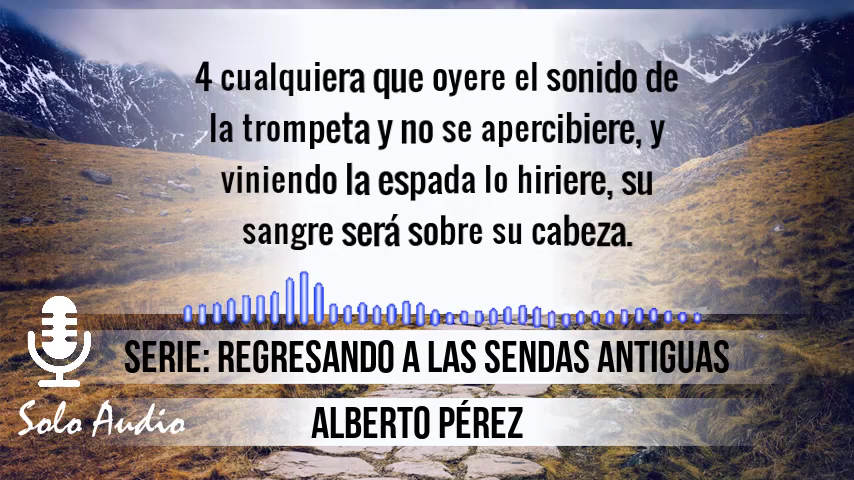 4 cualquiera que oyere el sonido de
la trompeta y no se apercibiere, y
viniendo la espada lo hiriere, su
sangre será sobre su cabeza.
SERIE: REGRESANDO A LAS SENDAS ANTIGUAS
Solo Audio
ALBERTO PÉREZ